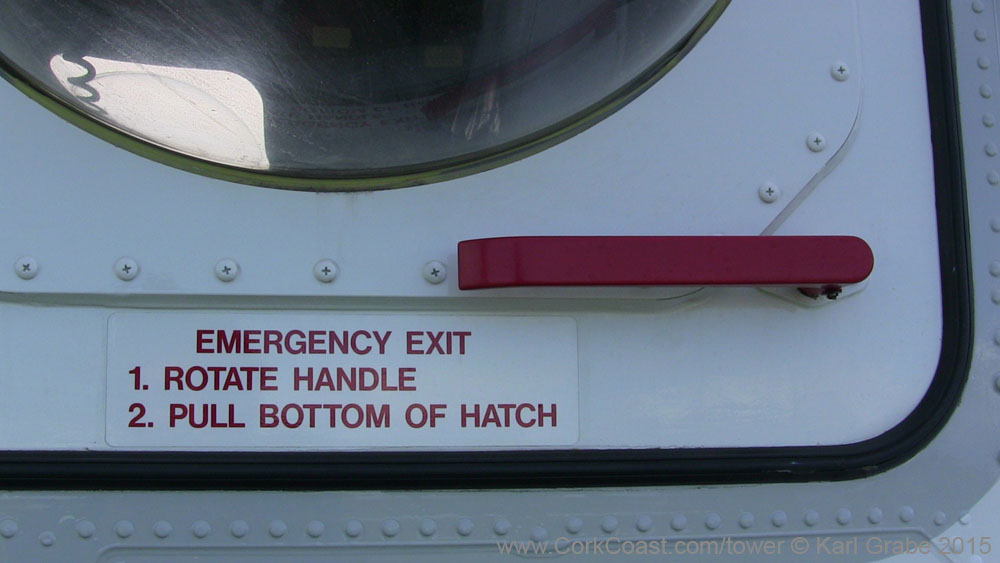 EMERGENCY EXIT
1. ROTATE HANDLE
2. PULL BOTTOM OF HATCH
www.CorkCoast.com/tower © Karl Grabe 2015